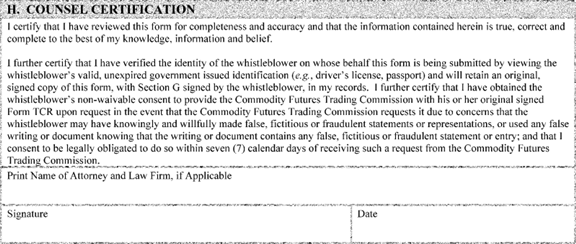 H. COUNSEL CERTIFICATION
I certify that I have reviewed this form for completeness and accuracy and that the information contained herein is true, correct and
complete to the best of my knowledge, information and belief.
I further certify that I have verified the identity of the whistleblower on whose behalf this form is being submitted by viewing the
whistleblower's valid, unexpired government issued identification (e.g., driver's license, passport) and will retain an original,
signed copy of this form, with Section G signed by the whistleblower, in my records. I further certify that I have obtained the
whistleblower's non-waivable consent to provide the Commodity Futures Trading Commission with his or her original signed
Form TCR upon request in the event that the Commodity Futures Trading Commission requests it due to concerns that the
whistleblower may have knowingly and willfully made false, fictitious or fraudulent statements or representations, or used any false
writing or document knowing that the writing or document contains any false, fictitious or fraudulent statement or entry; and that I
consent to be legally obligated to do so within seven (7) calendar days of receiving such a request from the Commodity Futures
Trading Commission.
Print Name of Attorney and Law Firm, if Applicable
Signature
Date